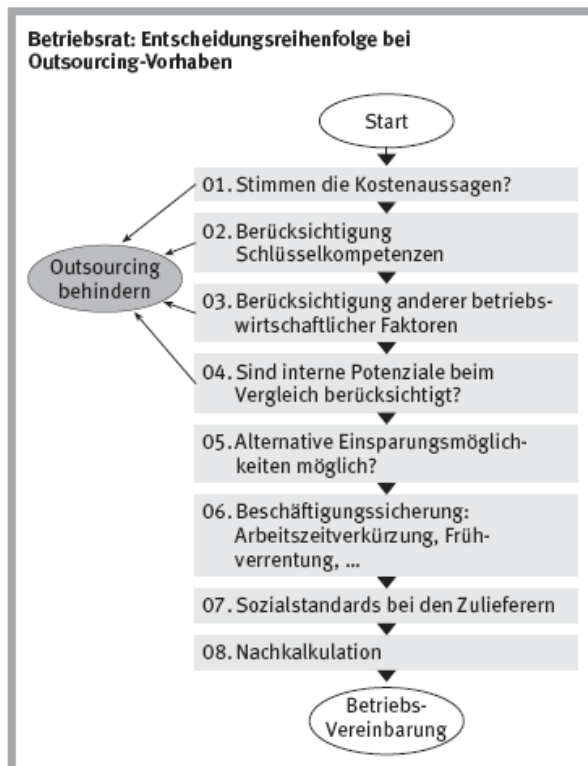 Betriebsrat: Entscheidungsreihenfolge bei
Outsourcing-Vorhaben
Start
01. Stimmen die Kostenaussagen?
02. Berücksichtigung
Schlüsselkompetenzen
Outsourcing
behindern
03. Berücksichtigung anderer betriebs-
wirtschaftlicher Faktoren
04. Sind interne Potenziale beim
Vergleich berücksichtigt?
05. Alternative Einsparungsmöglich-
keiten möglich?
06. Beschäftigungssicherung:
Arbeitszeitverkürzung, Früh-
verrentung, ...
07. Sozialstandards bei den Zulieferern
08. Nachkalkulation
Betriebs-
Vereinbarung